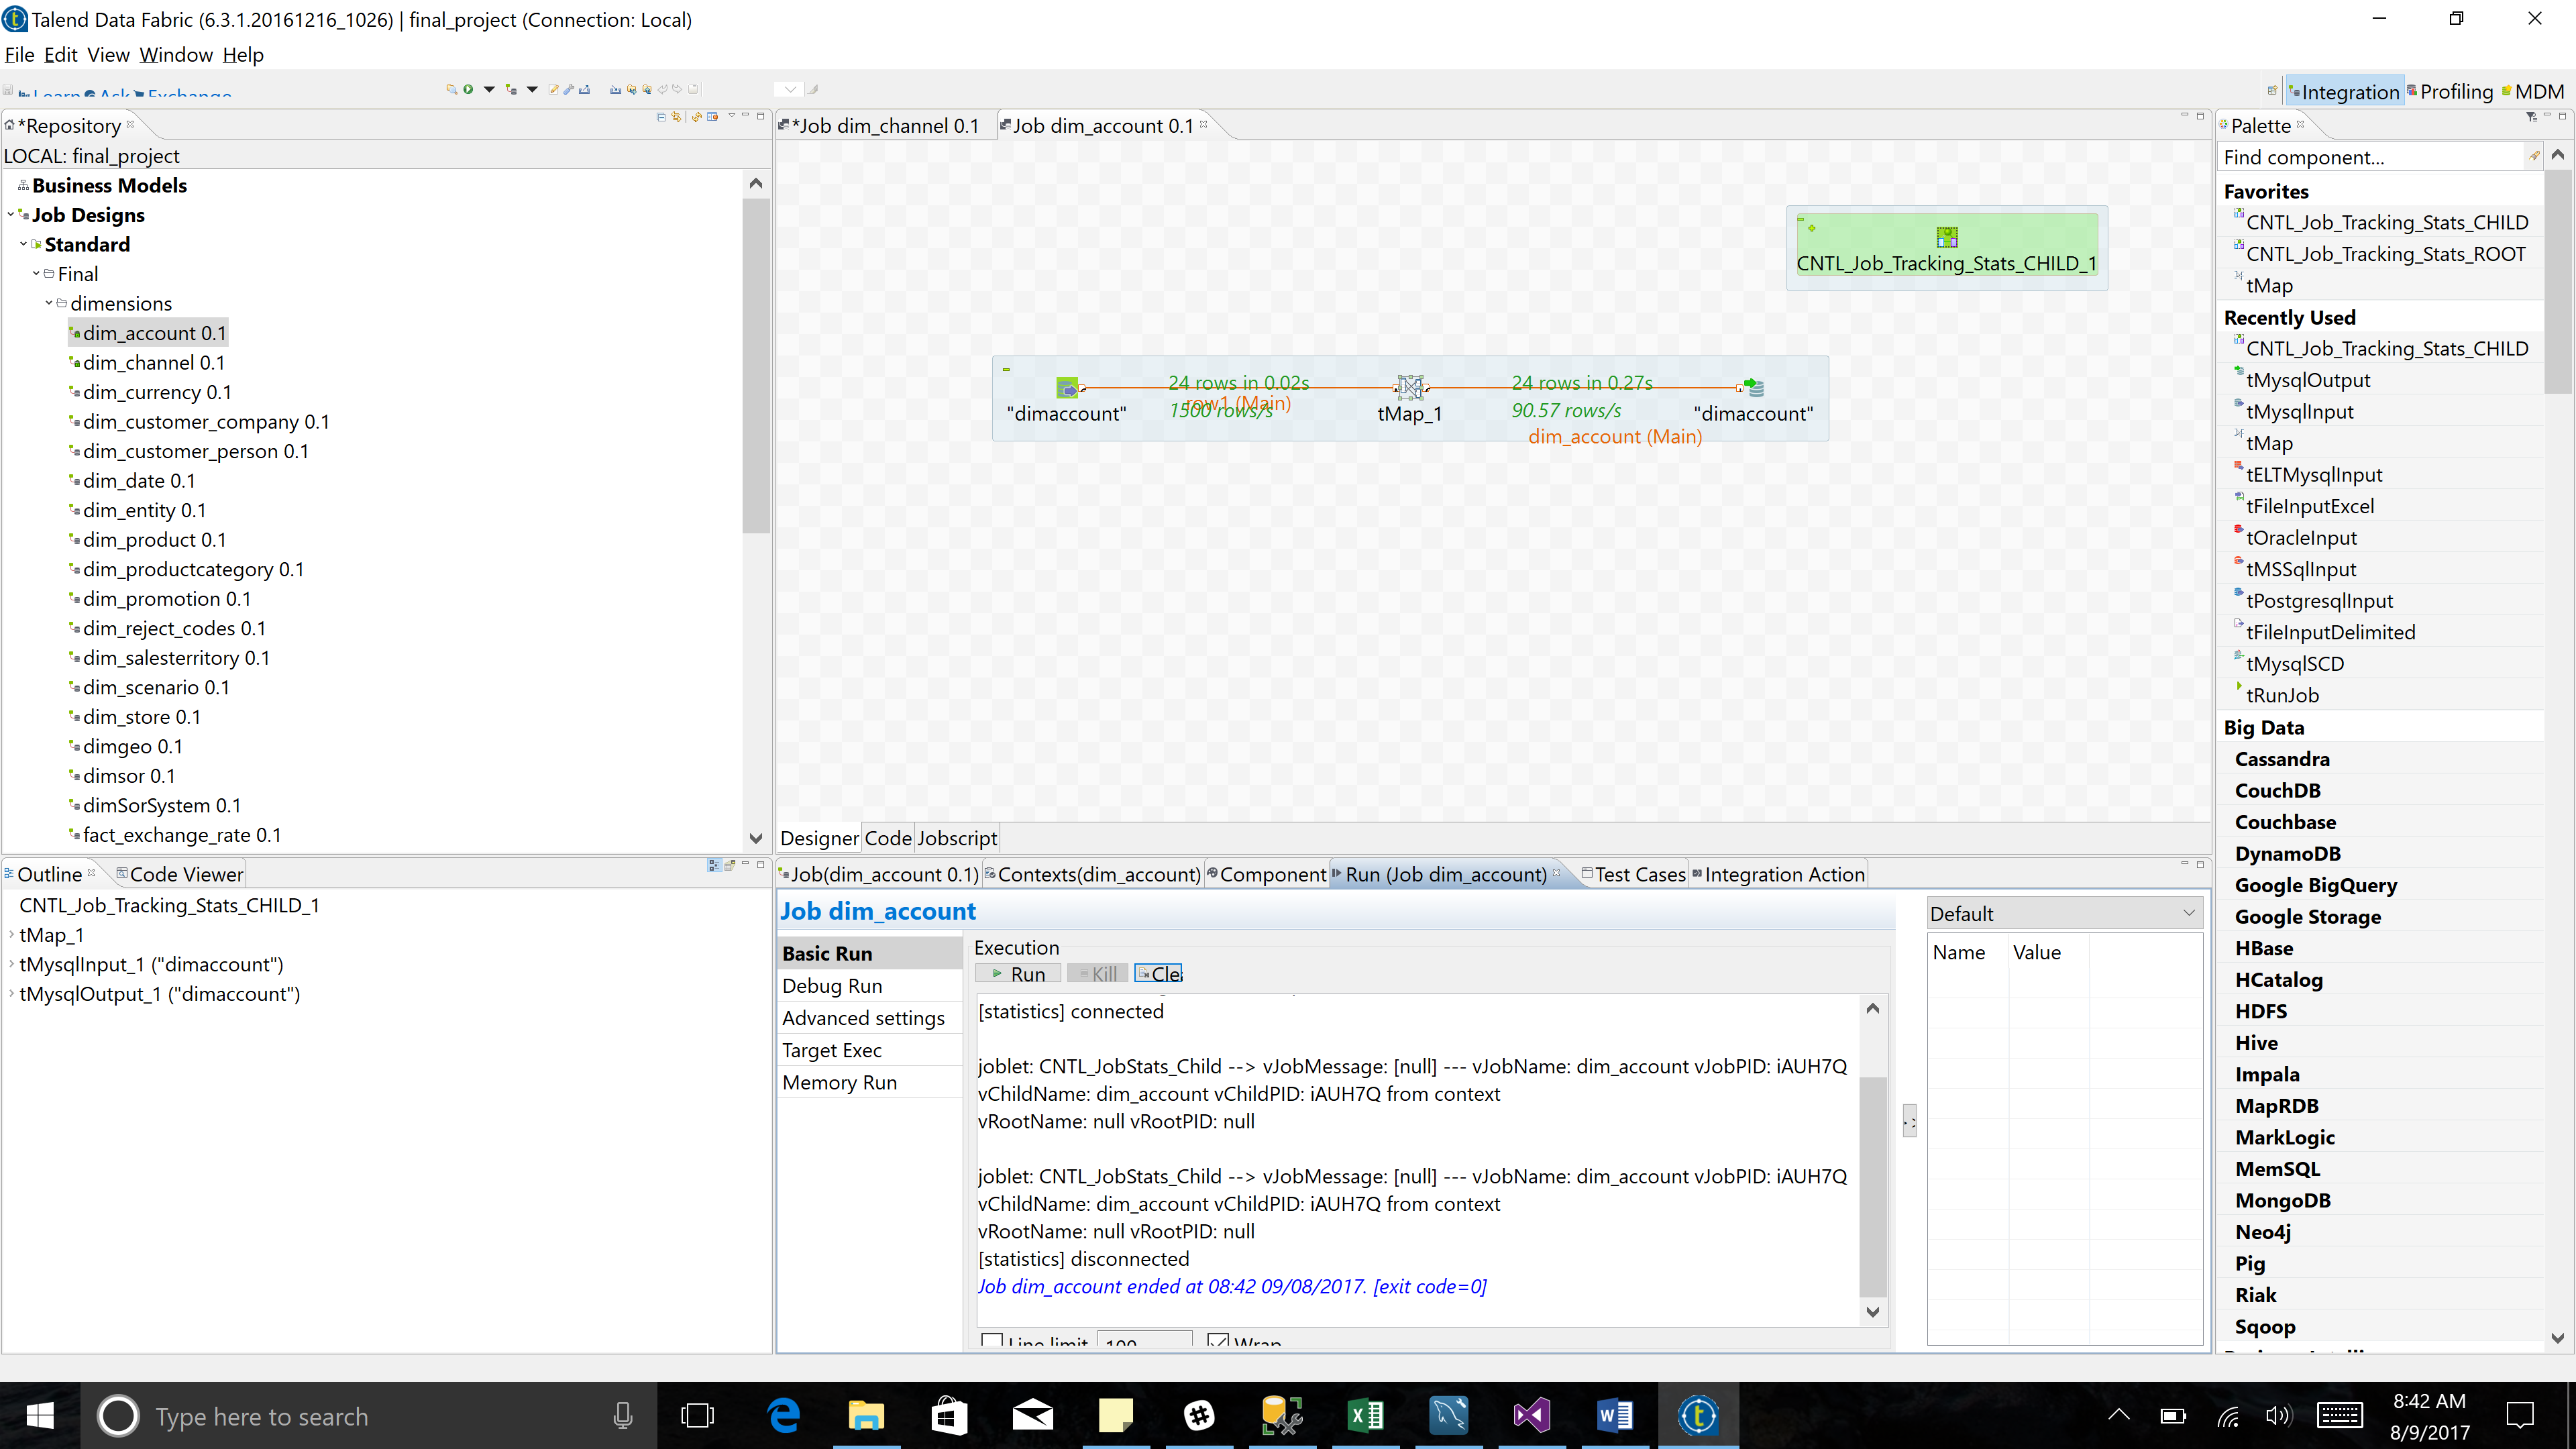 Talend Data Fabric (6.3.1.20161216_1026) | final_project (Connection: Local)
File Edit View Window Help
Learn Ask Exchange
Integration Profiling MDM
*Repository
LOCAL: final_project
Business Models
Job Designs
Standard
Final
dimensions
dim_account 0.1
dim_channel 0.1
dim_currency 0.1
dim_customer_company 0.1
dim_customer_person 0.1
dim_date 0.1
dim_entity 0.1
dim_product 0.1
dim_productcategory 0.1
dim_promotion 0.1
dim_reject_codes 0.1
dim_salesterritory 0.1
dim_scenario 0.1
dim_store 0.1
dimgeo 0.1
dimsor 0.1
dimSorSystem 0.1
fact_exchange_rate 0.1
Outline Code Viewer
CNTL_Job_Tracking_Stats_CHILD_1
tMap_1
tMysqlInput_1 ("dimaccount")
tMysqlOutput_1 ("dimaccount")
*Job dim_channel 0.1 Job dim_account 0.1
CNTL_Job_Tracking_Stats_CHILD_1
24 rows in 0.02s
row1 (Main)
1500 rows/s
24 rows in 0.27s
90.57 rows/s
"dimaccount" tMap_1 "dimaccount"
dim_account (Main)
Designer Code Jobscript
Job(dim_account 0.1) Contexts(dim_account) Component Run (Job dim_account) Test Cases Integration Action
Job dim_account
Basic Run
Debug Run
Advanced settings
Target Exec
Memory Run
Execution
Run Kill Clea
[statistics] connected
joblet: CNTL_JobStats_Child --> vJobMessage: [null] --- vJobName: dim_account vJobPID: iAUH7Q
vChildName: dim_account vChildPID: iAUH7Q from context
vRootName: null vRootPID: null
joblet: CNTL_JobStats_Child --> vJobMessage: [null] --- vJobName: dim_account vJobPID: iAUH7Q
vChildName: dim_account vChildPID: iAUH7Q from context
vRootName: null vRootPID: null
[statistics] disconnected
Job dim_account ended at 08:42 09/08/2017. [exit code=0]
Line limit 100 Wrap
Default
Name Value
Palette
Find component...
Favorites
CNTL_Job_Tracking_Stats_CHILD
CNTL_Job_Tracking_Stats_ROOT
tMap
Recently Used
CNTL_Job_Tracking_Stats_CHILD
tMysqlOutput
tMysqlInput
tMap
tELTMysqlInput
tFileInputExcel
tOracleInput
tMSSqlInput
tPostgresqlInput
tFileInputDelimited
tMysqlSCD
tRunJob
Big Data
Cassandra
CouchDB
Couchbase
DynamoDB
Google BigQuery
Google Storage
HBase
HCatalog
HDFS
Hive
Impala
MapRDB
MarkLogic
MemSQL
MongoDB
Neo4j
Pig
Riak
Sqoop
Type here to search
8:42 AM
8/9/2017